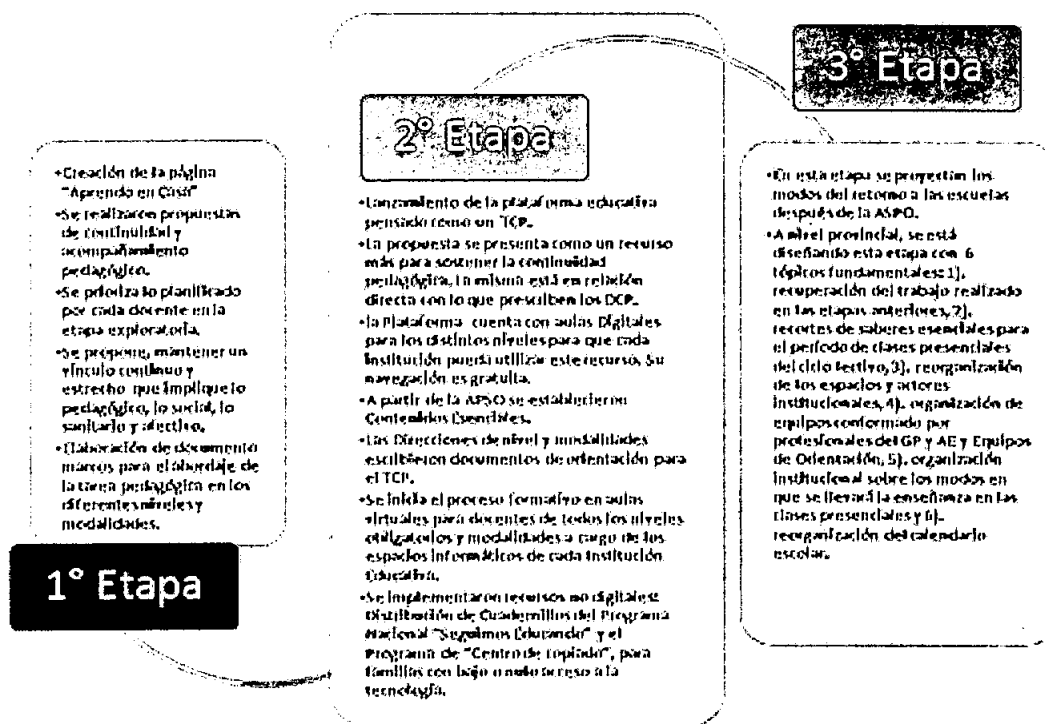 •Creación de la página
"Aprendo en Casa"
•Se realizaron propuestas
de continuidad y
acompañamiento
pedagógico.
•Se prioriza lo planificado
por cada docente en la
etapa exploratoria.
•Se propone, mantener un
vínculo continuo y
estrecho que implique lo
pedagógico, lo social, lo
sanitario y afectivo.
•Elaboración de documento
marcos para el abordaje de
la tarea pedagógica en los
diferentes niveles y
modalidades.
1° Etapa
2° Etapa
•Lanzamiento de la plataforma educativa
pensado como un TCP.
•La propuesta se presenta como un recurso
más para sostener la continuidad
pedagógica, la misma está en relación
directa con lo que prescriben los DCP.
•la Plataforma cuenta con aulas Digitales
para los distintos niveles para que cada
institución pueda utilizar este recurso. Su
navegación es gratuita.
•A partir de la APSO se establecieron
Contenidos Esenciales.
•Las Direcciones de nivel y modalidades
escribieron documentos de orientación para
el TCP.
•Se inicia el proceso formativo en aulas
virtuales para docentes de todos los niveles
obligatorios y modalidades a cargo de los
espacios informáticos de cada Institución
Educativa.
•Se implementaron recursos no digitales:
Distribución de Cuadernillos del Programa
Nacional "Seguimos Educando" y el
Programa de "Centro de copiado", para
familias con bajo o nulo acceso a la
tecnología.
3° Etapa
•En esta etapa se proyectan los
modos del retorno a las escuelas
después de la ASPO.
•A nivel provincial, se está
diseñando esta etapa con 6
tópicos fundamentales: 1).
recuperación del trabajo realizado
en las etapas anteriores, 2).
recortes de saberes esenciales para
el período de clases presenciales
del ciclo lectivo, 3). reorganización
de los espacios y actores
institucionales, 4). organización de
equipos conformado por
profesionales del GP y AE y Equipos
de Orientación, 5). organización
institucional sobre los modos en
que se llevará la enseñanza en las
clases presenciales y 6).
reorganización del calendario
escolar.